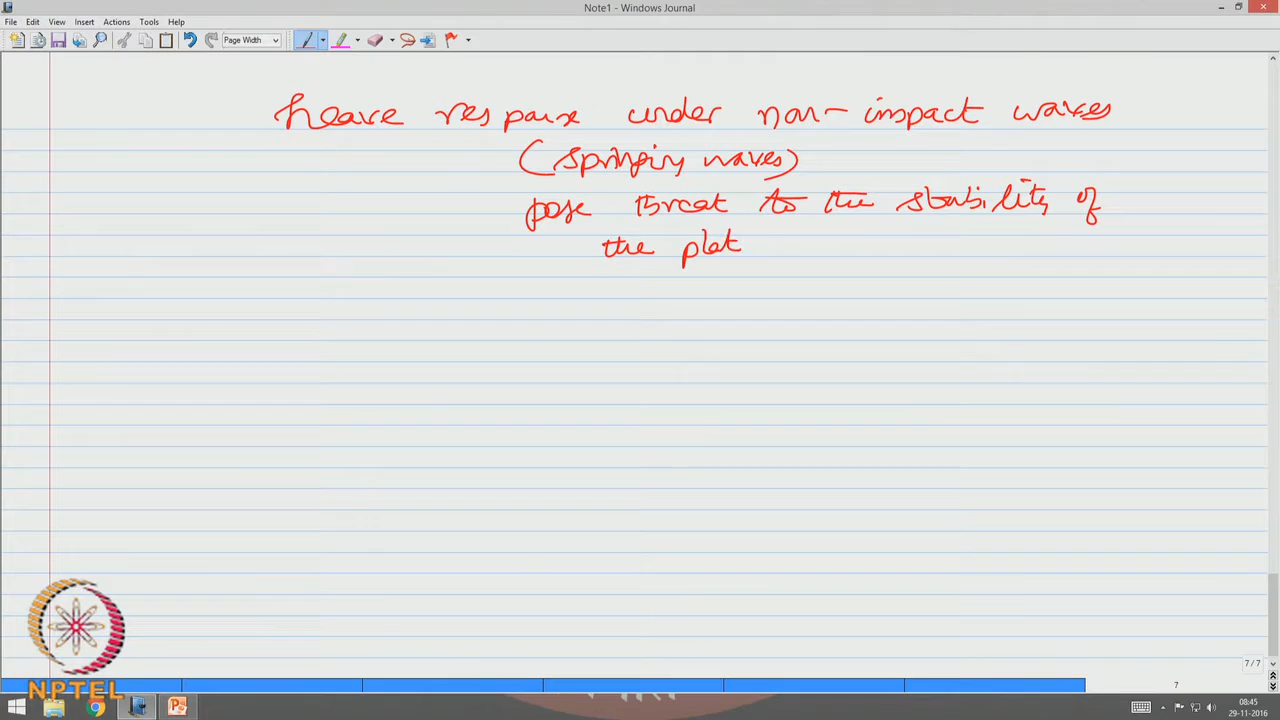 Note1 - Windows Journal
File Edit View Insert Actions Tools Help
Page Width
heave response under non-impact waves
(springing waves)
pose threat to the stability of
the plat
7/7
7
NPTEL
08:45
29-11-2016